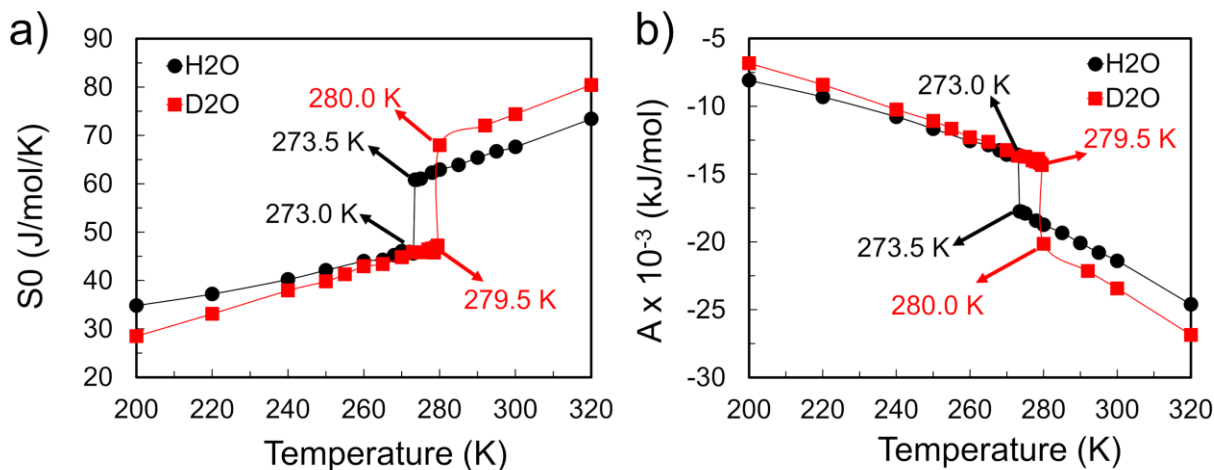 a)
S0 (J/mol/K)
90
80
70
60
50
40
30
20
H2O
D2O
280.0 K
273.5 K
273.0 K
279.5 K
200 220 240 260 280 300 320
Temperature (K)
b)
A x 10⁻³ (kJ/mol)
-5
-10
-15
-20
-25
-30
H2O
D2O
273.0 K
279.5 K
273.5 K
280.0 K
200 220 240 260 280 300 320
Temperature (K)